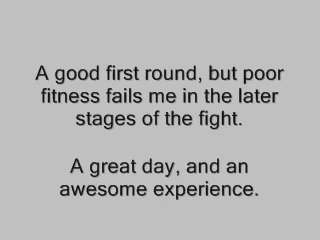 A good first round, but poor
fitness fails me in the later
stages of the fight.
A great day, and an
awesome experience.